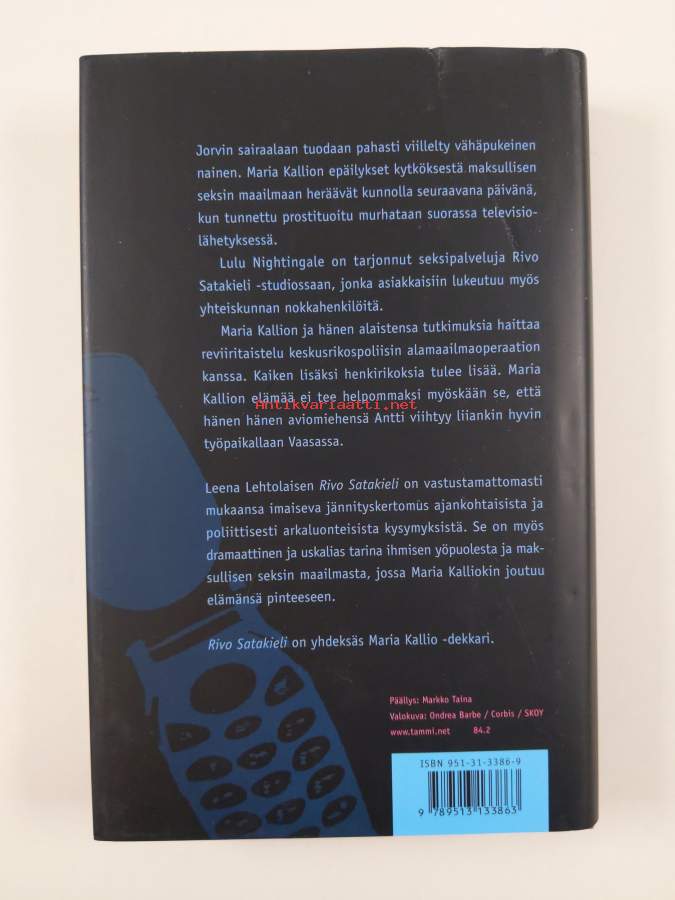 Jorvin sairaalaan tuodaan pahasti viillelty vähäpukeinen
nainen. Maria Kallion epäilykset kytköksestä maksullisen
seksin maailmaan heräävät kunnolla seuraavana päivänä,
kun tunnettu prostituoitu murhataan suorassa televisio-
lähetyksessä.
Lulu Nightingale on tarjonnut seksipalveluja Rivo
Satakieli -studiossaan, jonka asiakkaisiin lukeutuu myös
yhteiskunnan nokkahenkilöitä.
Maria Kallion ja hänen alaistensa tutkimuksia haittaa
reviiritaistelu keskusrikospoliisin alamaailmaoperaation
kanssa. Kaiken lisäksi henkirikoksia tulee lisää. Maria
Kallion elämää ei tee helpommaksi myöskään se, että
Antikvariaatti.net
hänen hänen aviomiehensä Antti viihtyy liiankin hyvin
työpaikallaan Vaasassa.
Leena Lehtolaisen Rivo Satakieli on vastustamattomasti
mukaansa imaiseva jännityskertomus ajankohtaisista ja
poliittisesti arkaluonteisista kysymyksistä. Se on myös
dramaattinen ja uskalias tarina ihmisen yöpuolesta ja mak-
sullisen seksin maailmasta, jossa Maria Kalliokin joutuu
elämänsä pinteeseen.
Rivo Satakieli on yhdeksäs Maria Kallio -dekkari.
Päällys: Markko Taina
Valokuva: Ondrea Barbe / Corbis / SKOY
www.tammi.net 84.2
ISBN 951-31-3386-9
9 789513 133863